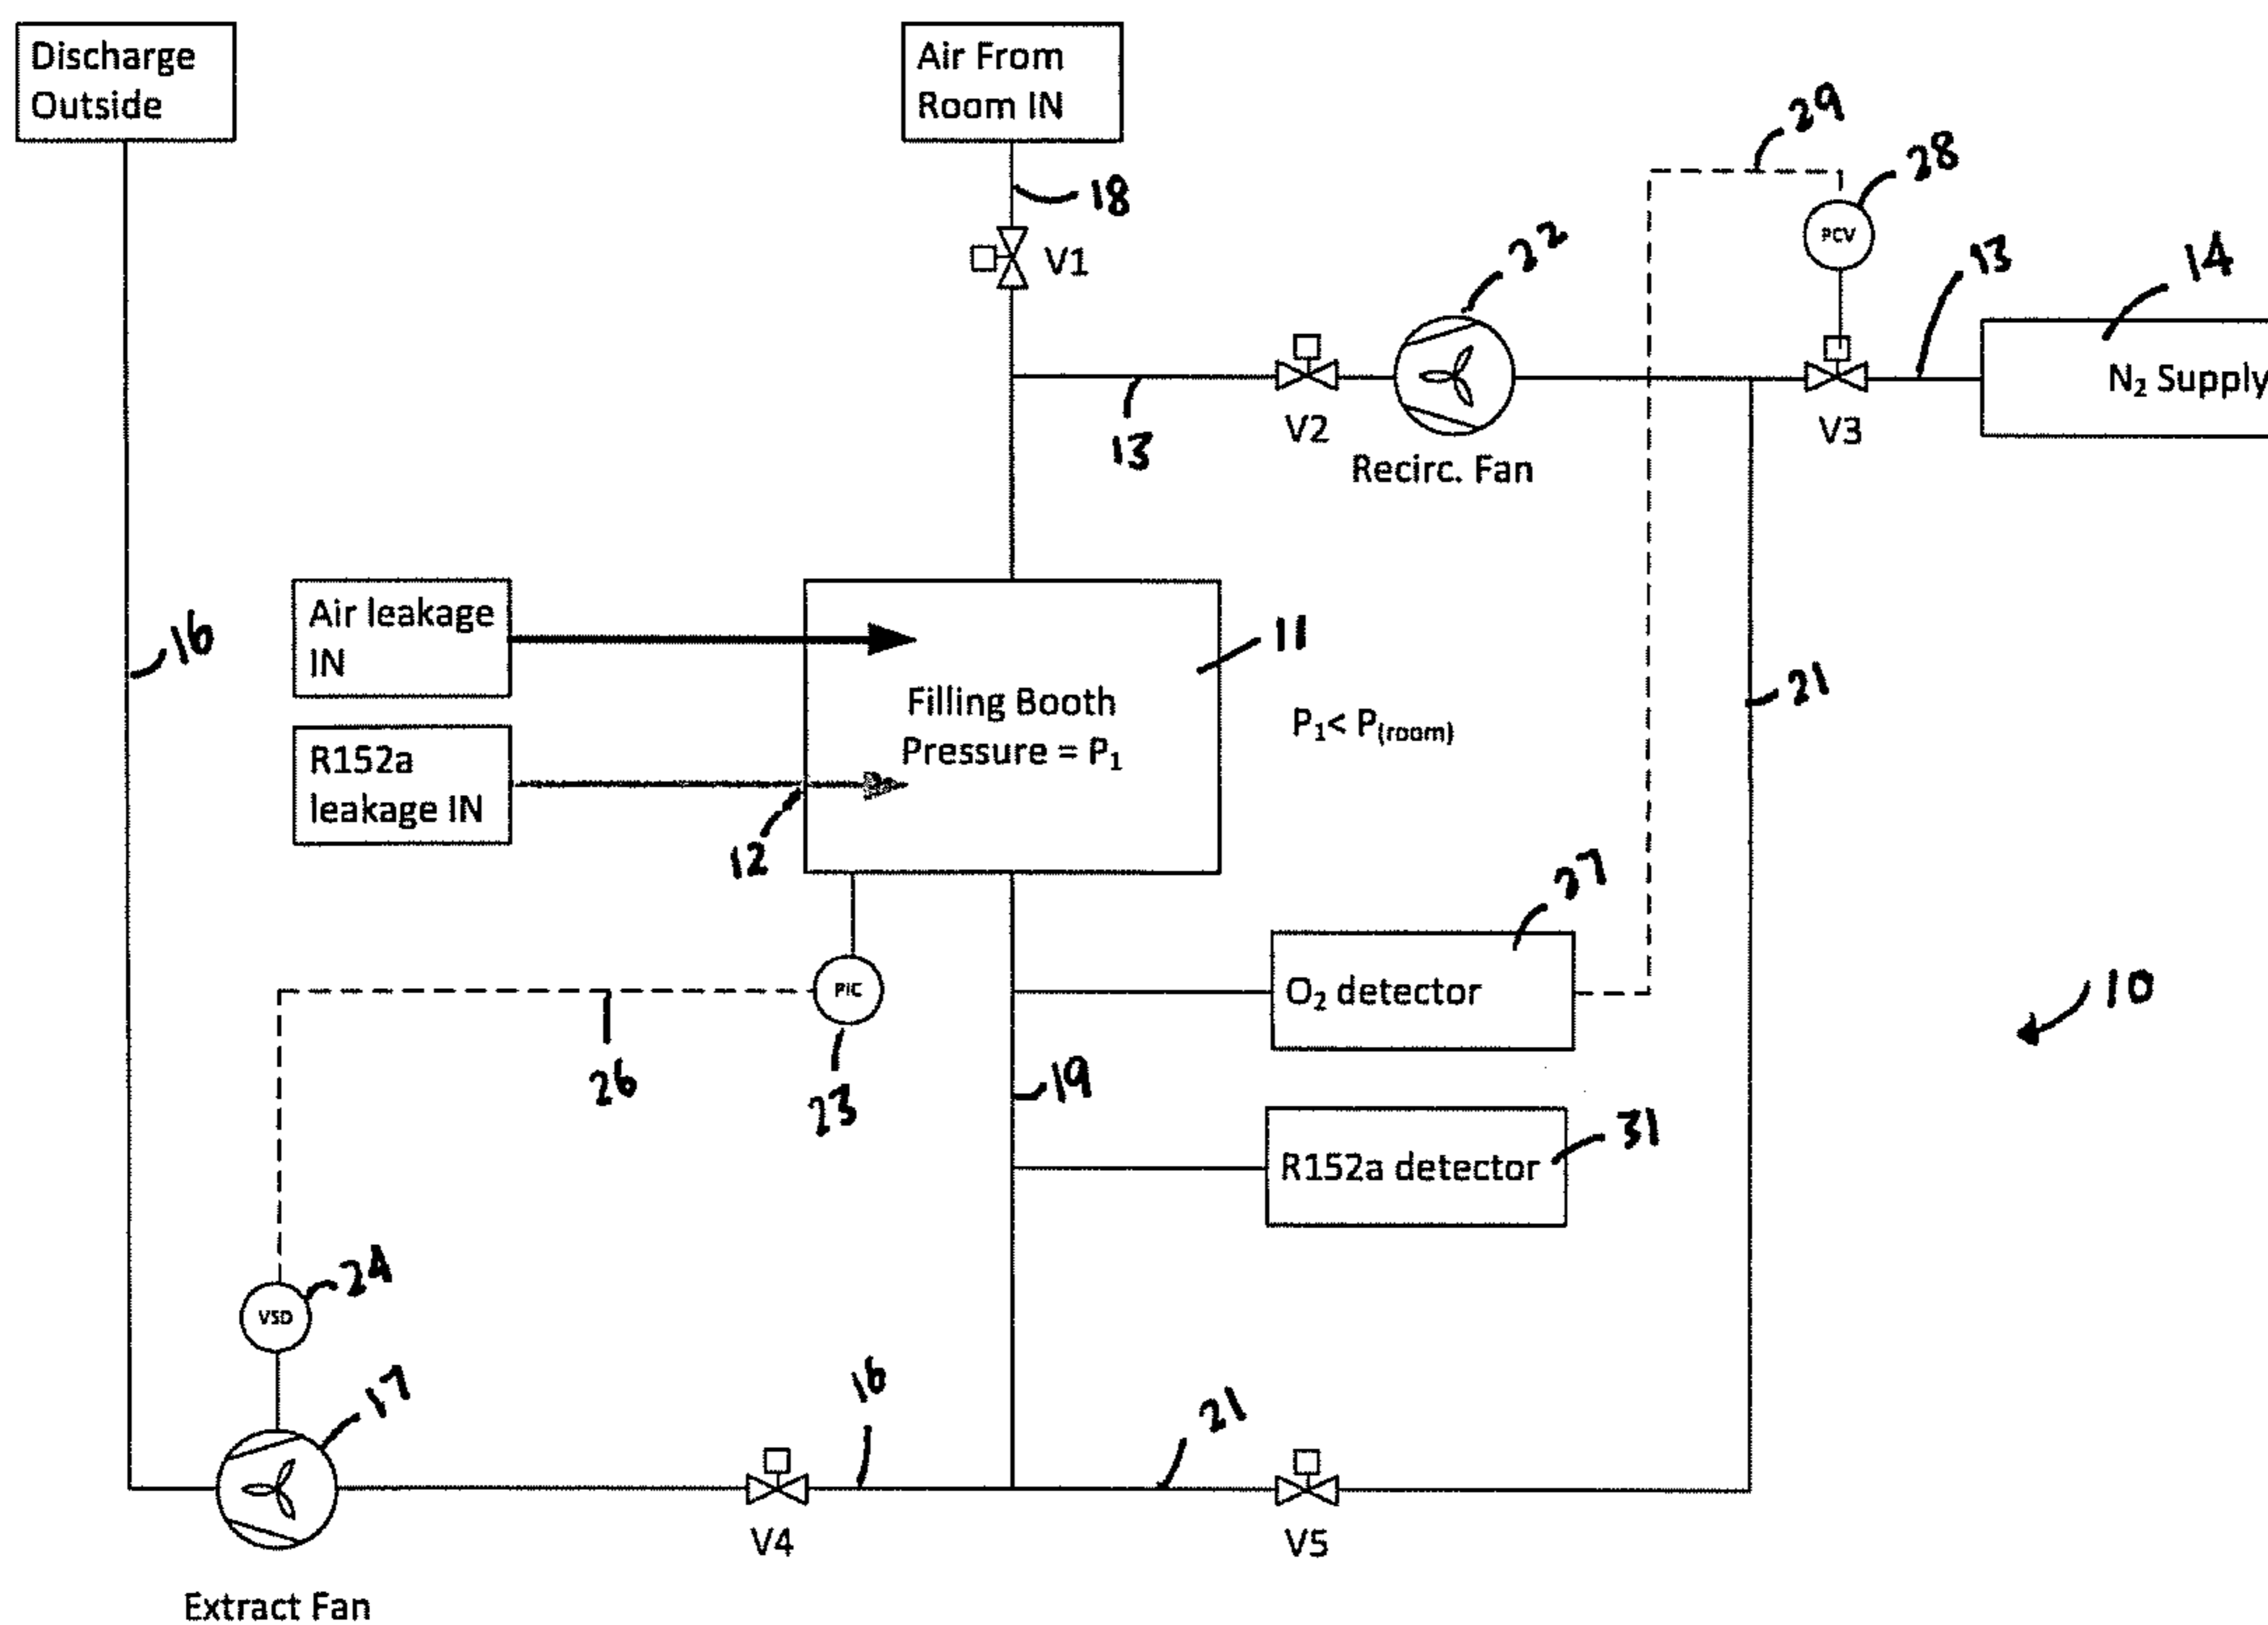 Discharge
Outside
Air From
Room IN
18
V1
29
28
PCV
22
13
14
N₂ Supply
V3
V2
13
Recirc. Fan
16
Air leakage
IN
11
Filling Booth
Pressure = P₁
P₁< P(room)
21
R152a
leakage IN
12
27
O₂ detector
10
PIC
26
23
19
31
R152a detector
24
VSD
17
16
21
V4
V5
Extract Fan